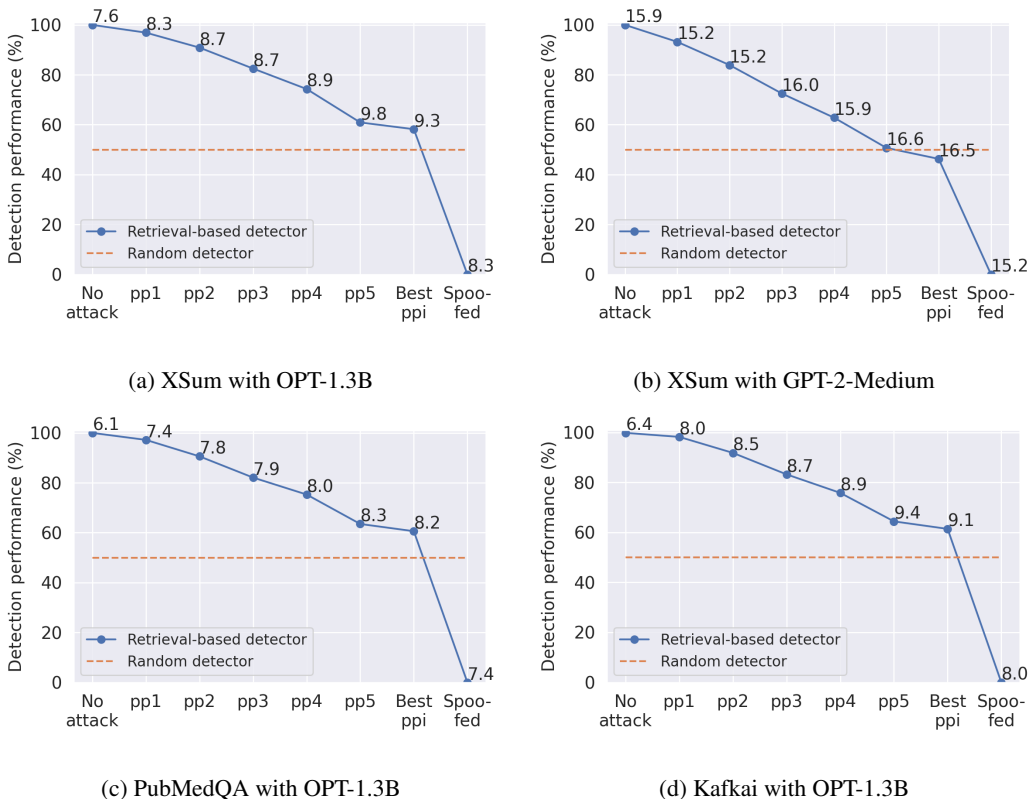 7.6
8.3
8.7
8.7
8.9
9.8
9.3
8.3
Detection performance (%)
100
80
60
40
20
0
Retrieval-based detector
Random detector
No attack
pp1
pp2
pp3
pp4
pp5
Best ppi
Spoo-
fed
(a) XSum with OPT-1.3B
15.9
15.2
15.2
16.0
15.9
16.6
16.5
15.2
Detection performance (%)
100
80
60
40
20
0
Retrieval-based detector
Random detector
No attack
pp1
pp2
pp3
pp4
pp5
Best ppi
Spoo-
fed
(b) XSum with GPT-2-Medium
6.1
7.4
7.8
7.9
8.0
8.3
8.2
7.4
Detection performance (%)
100
80
60
40
20
0
Retrieval-based detector
Random detector
No attack
pp1
pp2
pp3
pp4
pp5
Best ppi
Spoo-
fed
(c) PubMedQA with OPT-1.3B
6.4
8.0
8.5
8.7
8.9
9.4
9.1
8.0
Detection performance (%)
100
80
60
40
20
0
Retrieval-based detector
Random detector
No attack
pp1
pp2
pp3
pp4
pp5
Best ppi
Spoo-
fed
(d) Kafkai with OPT-1.3B